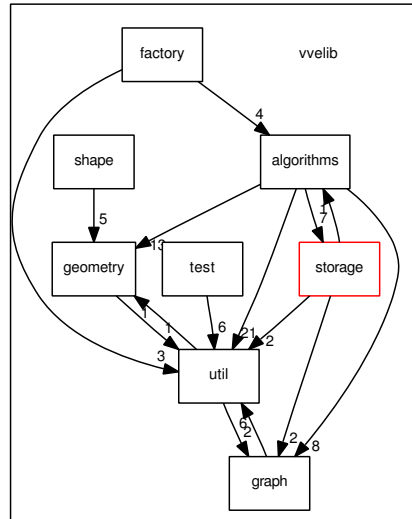 factory
vvelib
4
shape
algorithms
1
7
5
13
geometry
test
storage
1
1
6
21
2
3
util
6
2
2
8
graph